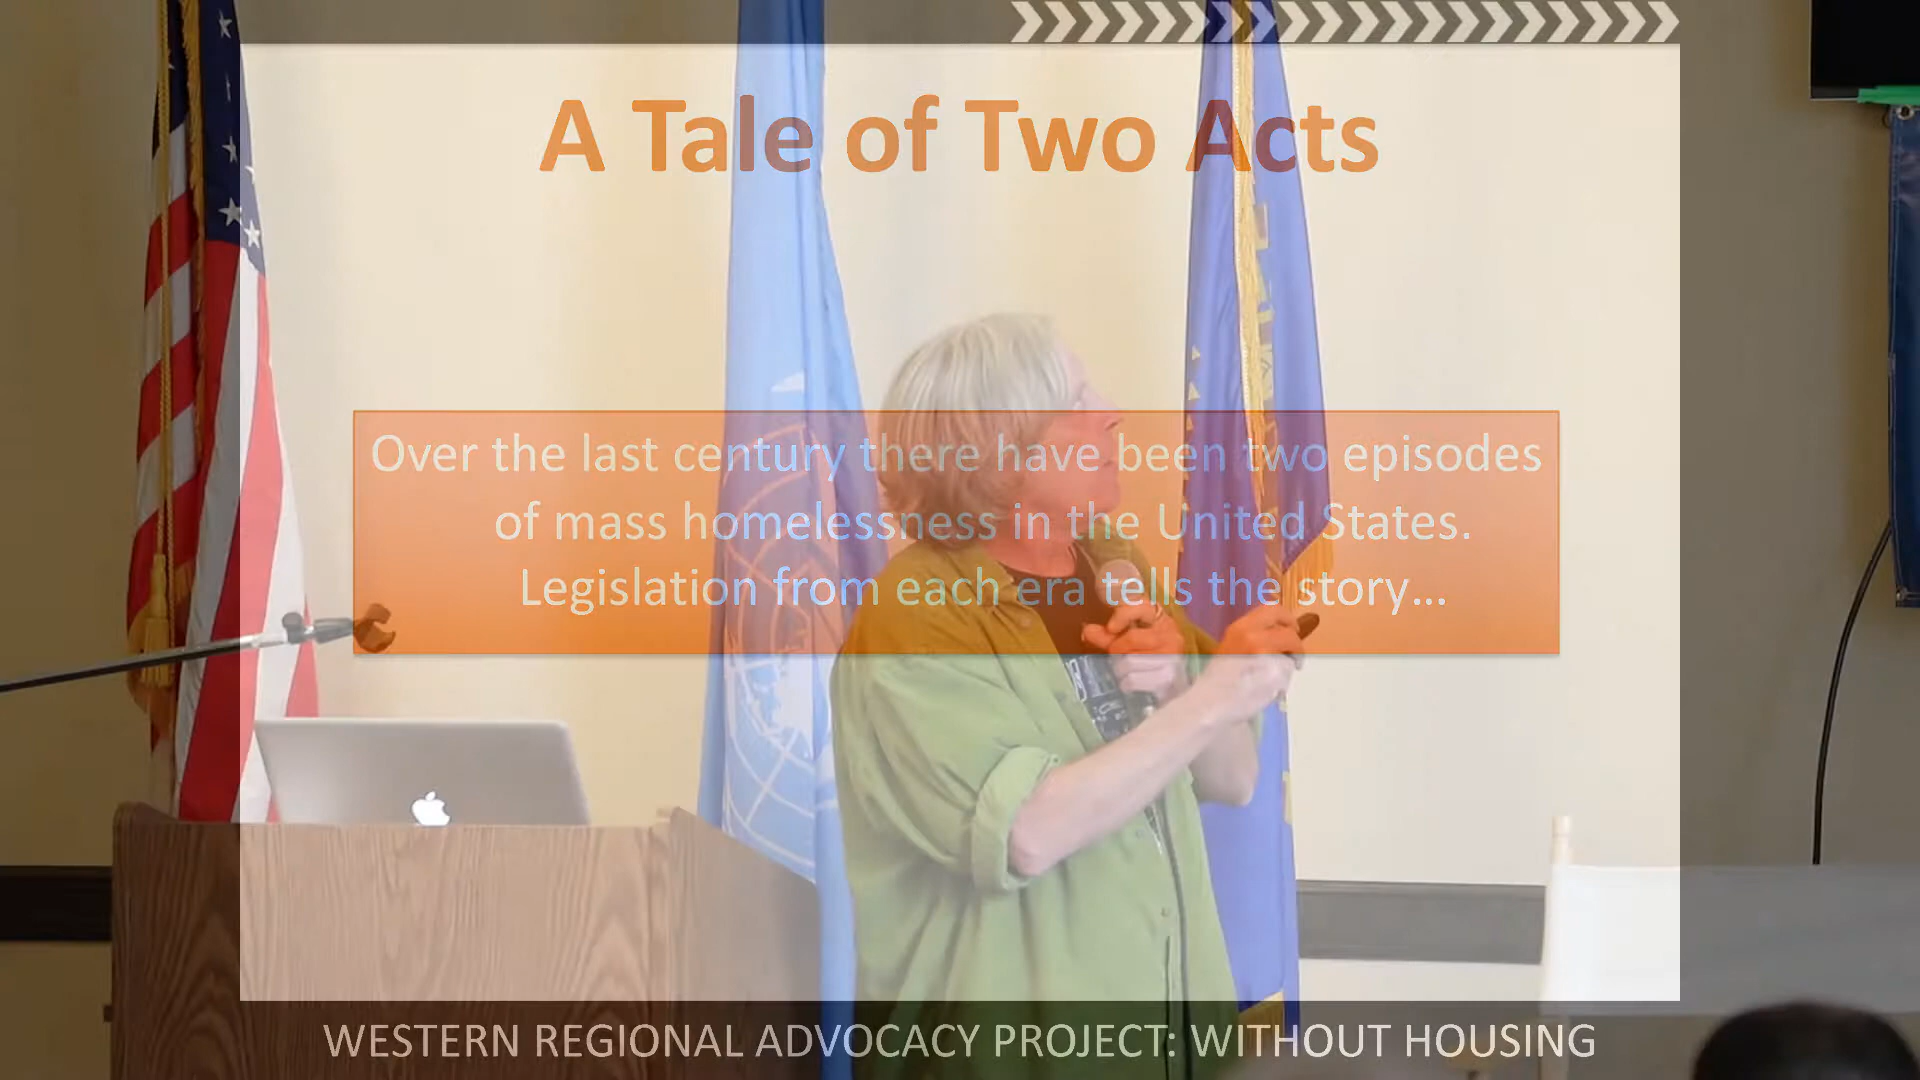 A Tale of Two Acts
Over the last century there have been two episodes
of mass homelessness in the United States.
Legislation from each era tells the story...
WESTERN REGIONAL ADVOCACY PROJECT: WITHOUT HOUSING